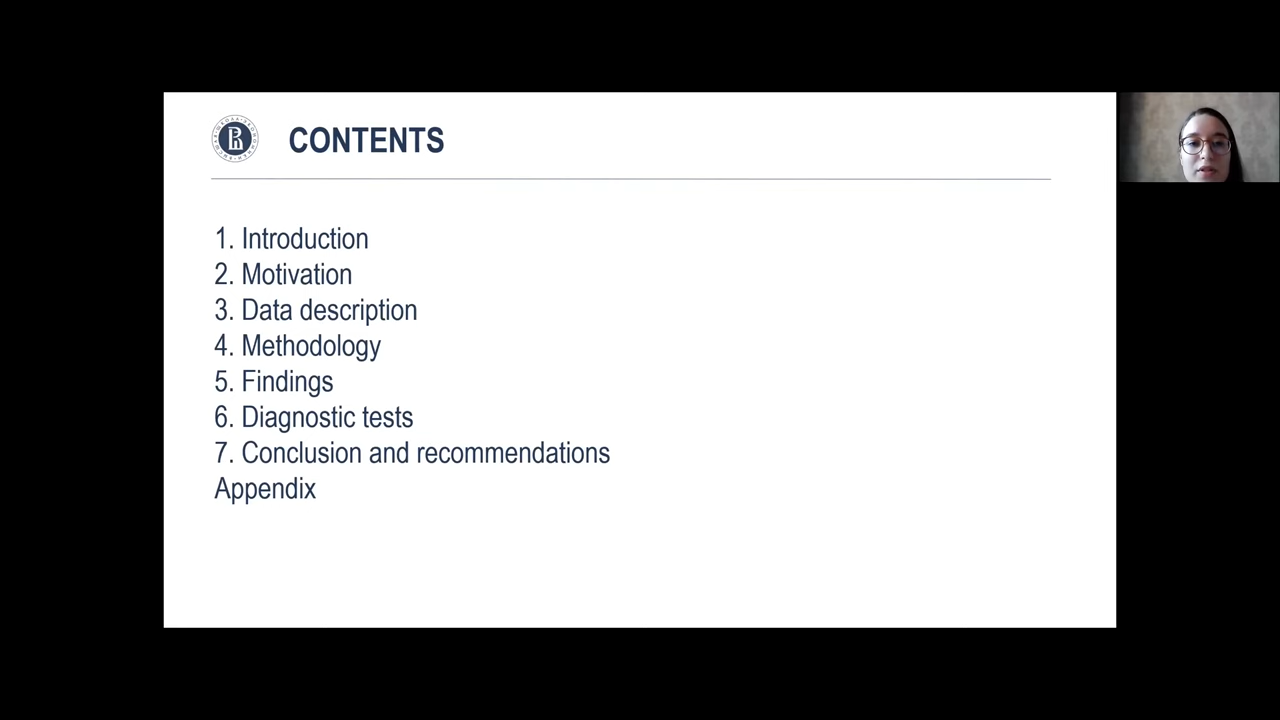 CONTENTS
1. Introduction
2. Motivation
3. Data description
4. Methodology
5. Findings
6. Diagnostic tests
7. Conclusion and recommendations
Appendix